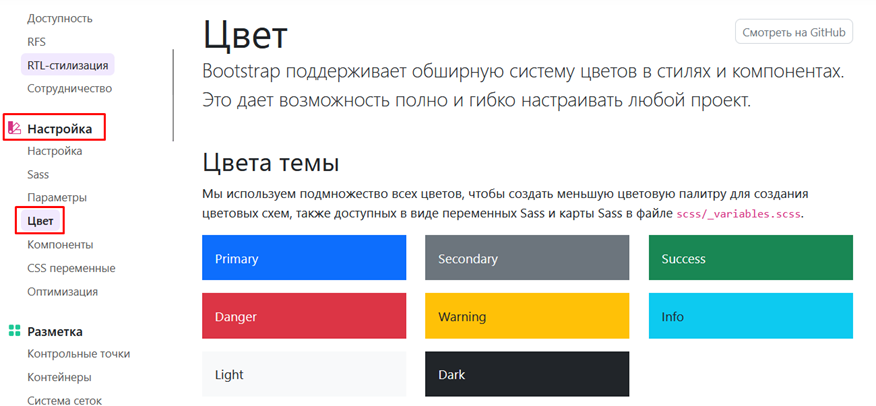 Доступность
RFS
RTL-стилизация
Сотрудничество
Настройка
Настройка
Sass
Параметры
Цвет
Компоненты
CSS переменные
Оптимизация
Разметка
Контрольные точки
Контейнеры
Система сеток
Цвет
Смотреть на GitHub
Bootstrap поддерживает обширную систему цветов в стилях и компонентах.
Это дает возможность полно и гибко настраивать любой проект.
Цвета темы
Мы используем подмножество всех цветов, чтобы создать меньшую цветовую палитру для создания
цветовых схем, также доступных в виде переменных Sass и карты Sass в файле scss/_variables.scss.
Primary
Secondary
Success
Danger
Warning
Info
Light
Dark